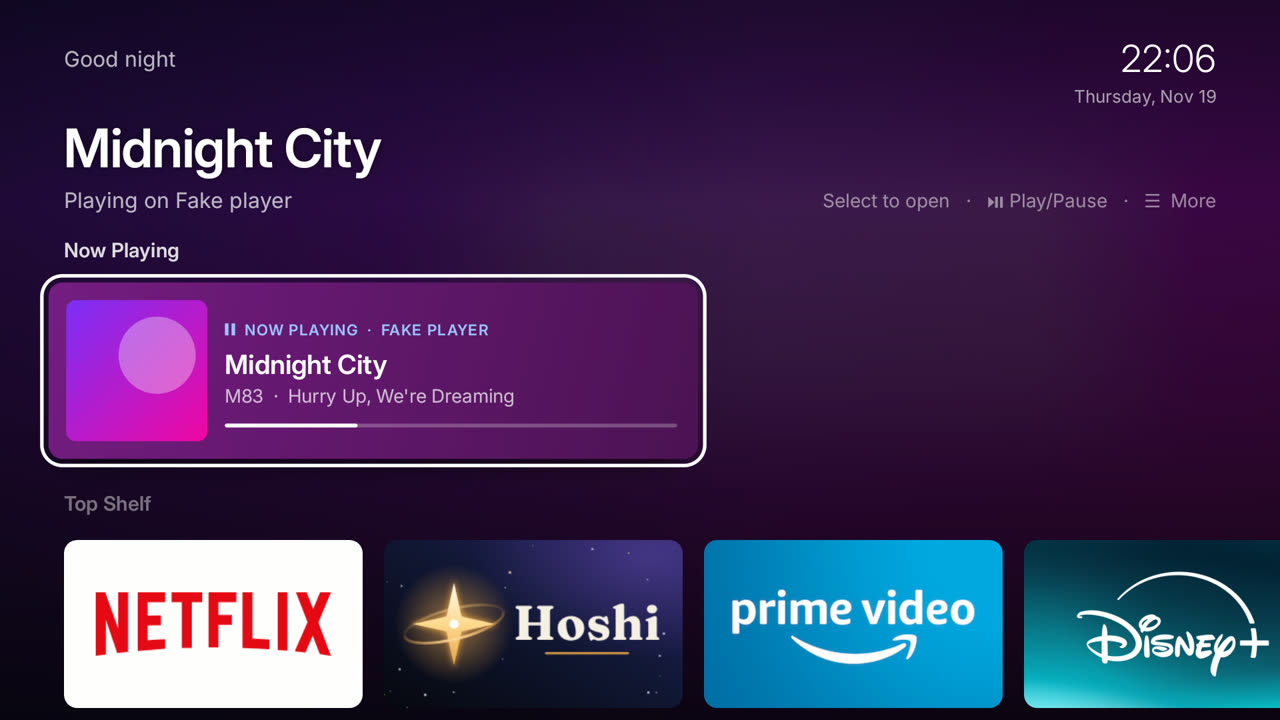 Good night
22:06
Thursday, Nov 19
Midnight City
Playing on Fake player
Select to open · Play/Pause · More
Now Playing
NOW PLAYING · FAKE PLAYER
Midnight City
M83 · Hurry Up, We're Dreaming
Top Shelf
NETFLIX
Hoshi
prime video
Disney+